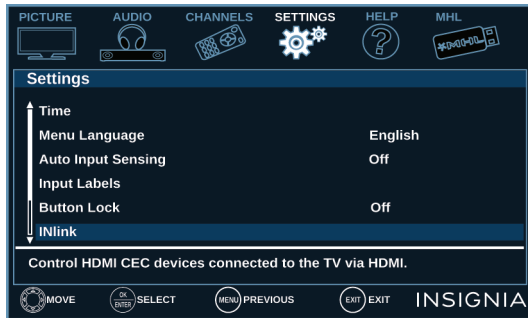 PICTURE AUDIO CHANNELS SETTINGS HELP MHL
MHL
Settings
Time
Menu Language English
Auto Input Sensing Off
Input Labels
Button Lock Off
INlink
Control HDMI CEC devices connected to the TV via HDMI.
MOVE OK ENTER SELECT MENU PREVIOUS EXIT EXIT INSIGNIA